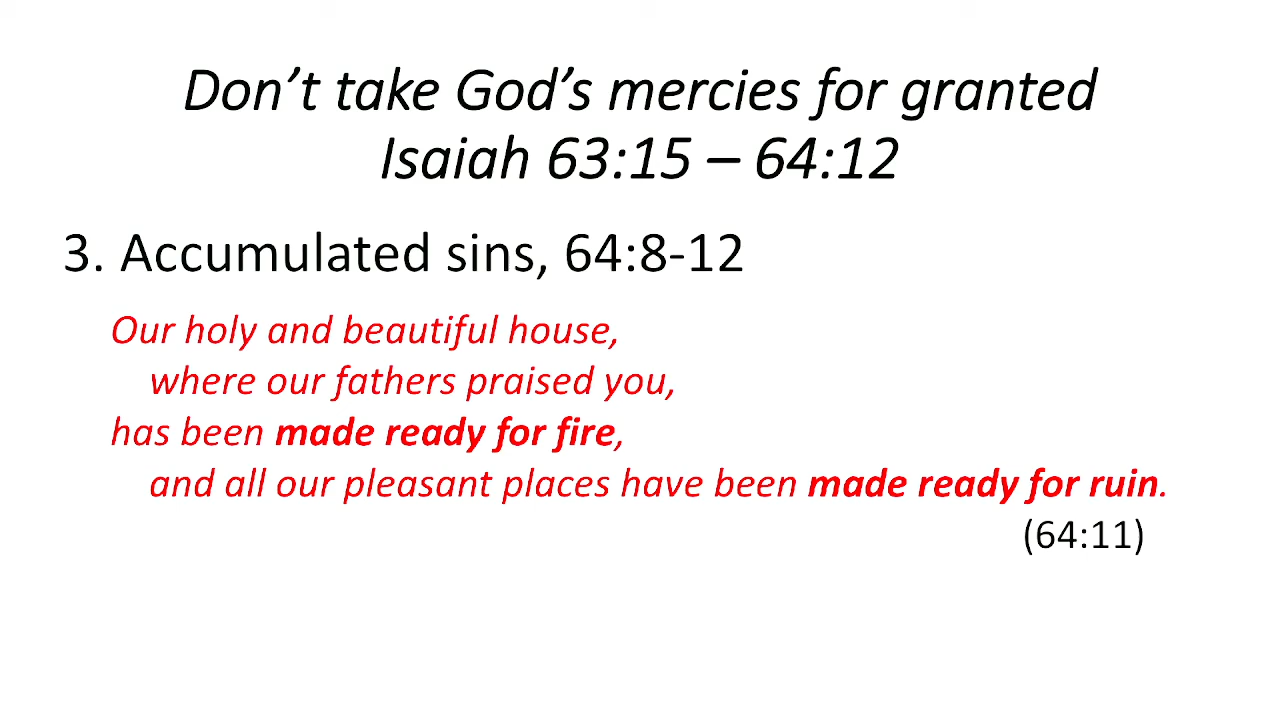 Don’t take God’s mercies for granted
Isaiah 63:15 – 64:12
3. Accumulated sins, 64:8-12
Our holy and beautiful house,
where our fathers praised you,
has been made ready for fire,
and all our pleasant places have been made ready for ruin.
(64:11)